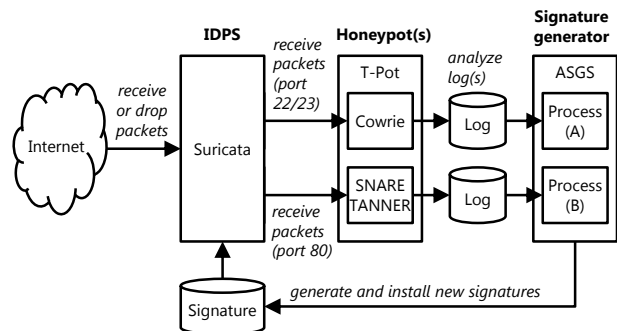 IDPS
Honeypot(s)
Signature
generator
receive
packets
(port
22/23)
analyze
log(s)
receive
or drop
packets
T-Pot
ASGS
Internet
Suricata
Cowrie
Log
Process
(A)
SNARE
TANNER
Log
Process
(B)
receive
packets
(port 80)
Signature
generate and install new signatures